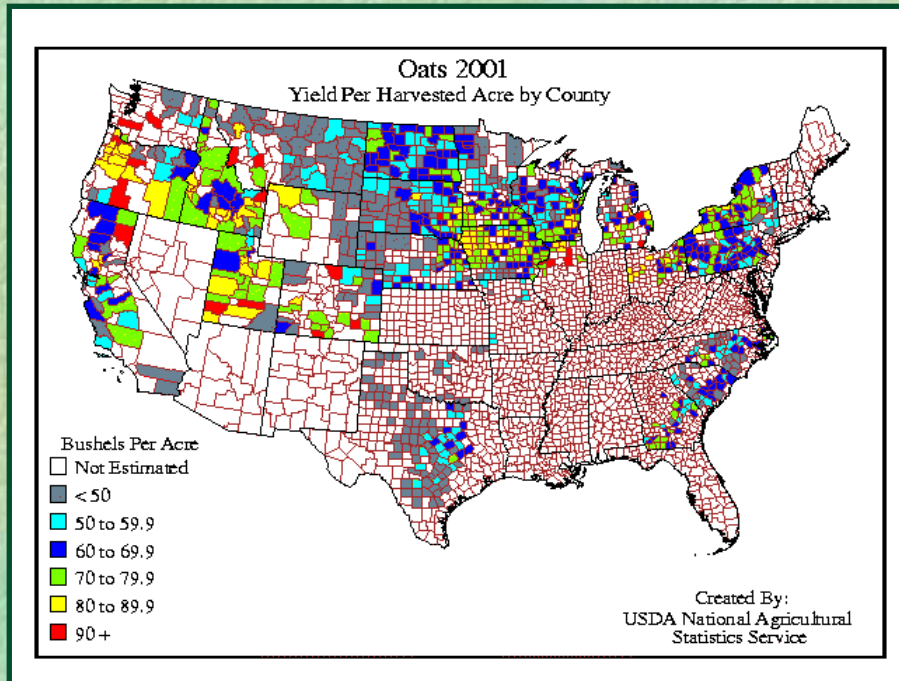 Oats 2001
Yield Per Harvested Acre by County
Bushels Per Acre
Not Estimated
< 50
50 to 59.9
60 to 69.9
70 to 79.9
80 to 89.9
90 +
Created By:
USDA National Agricultural
Statistics Service